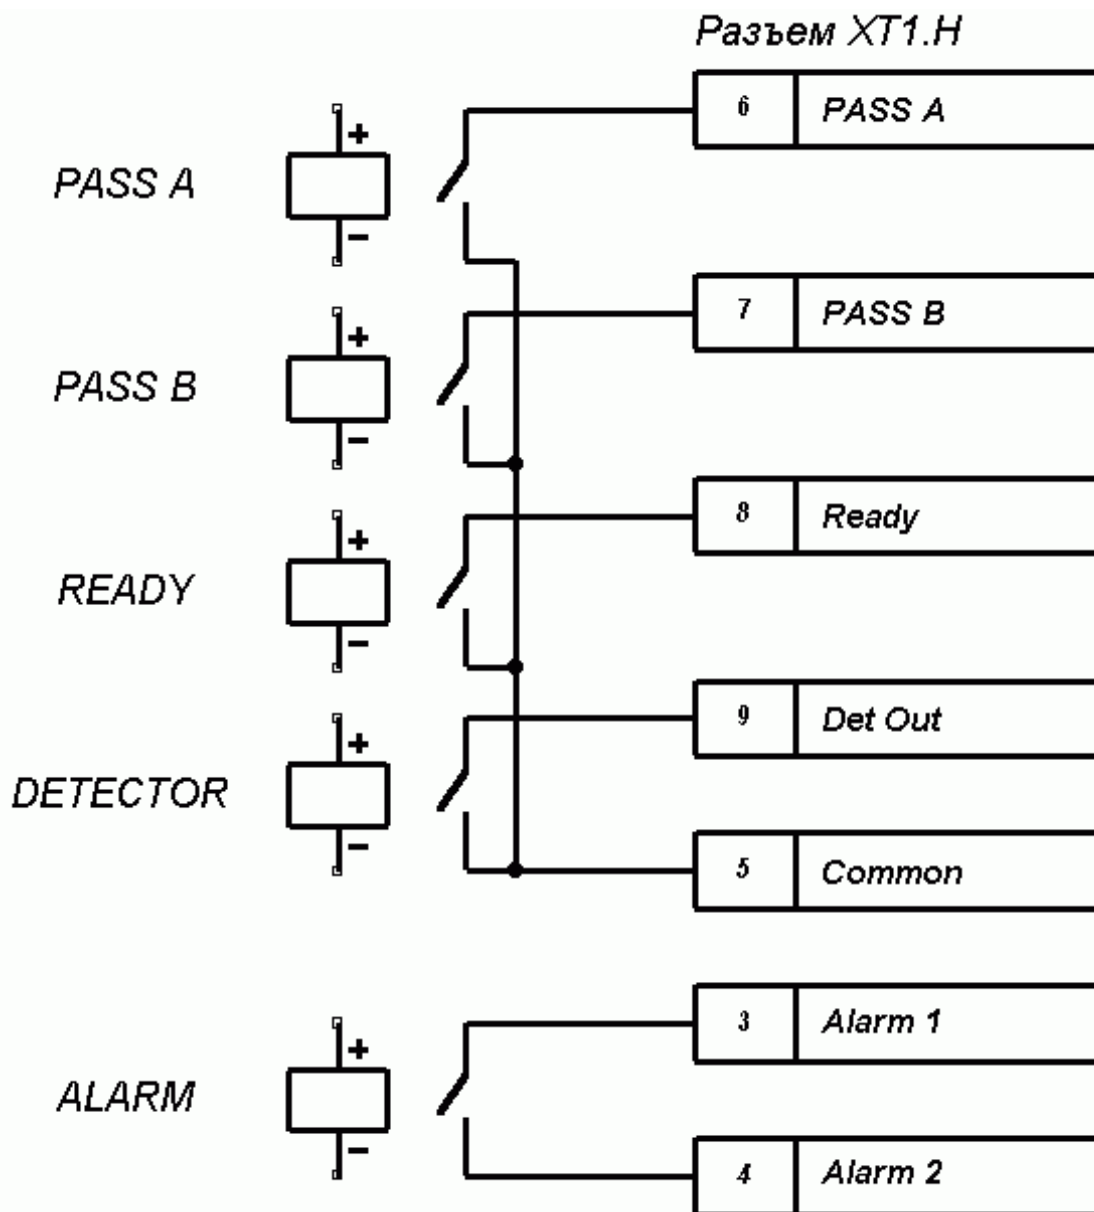 Разъем XT1.H
6 PASS A
+
PASS A
-
7 PASS B
+
PASS B
-
8 Ready
+
READY
-
9 Det Out
+
DETECTOR
-
5 Common
3 Alarm 1
+
ALARM
-
4 Alarm 2